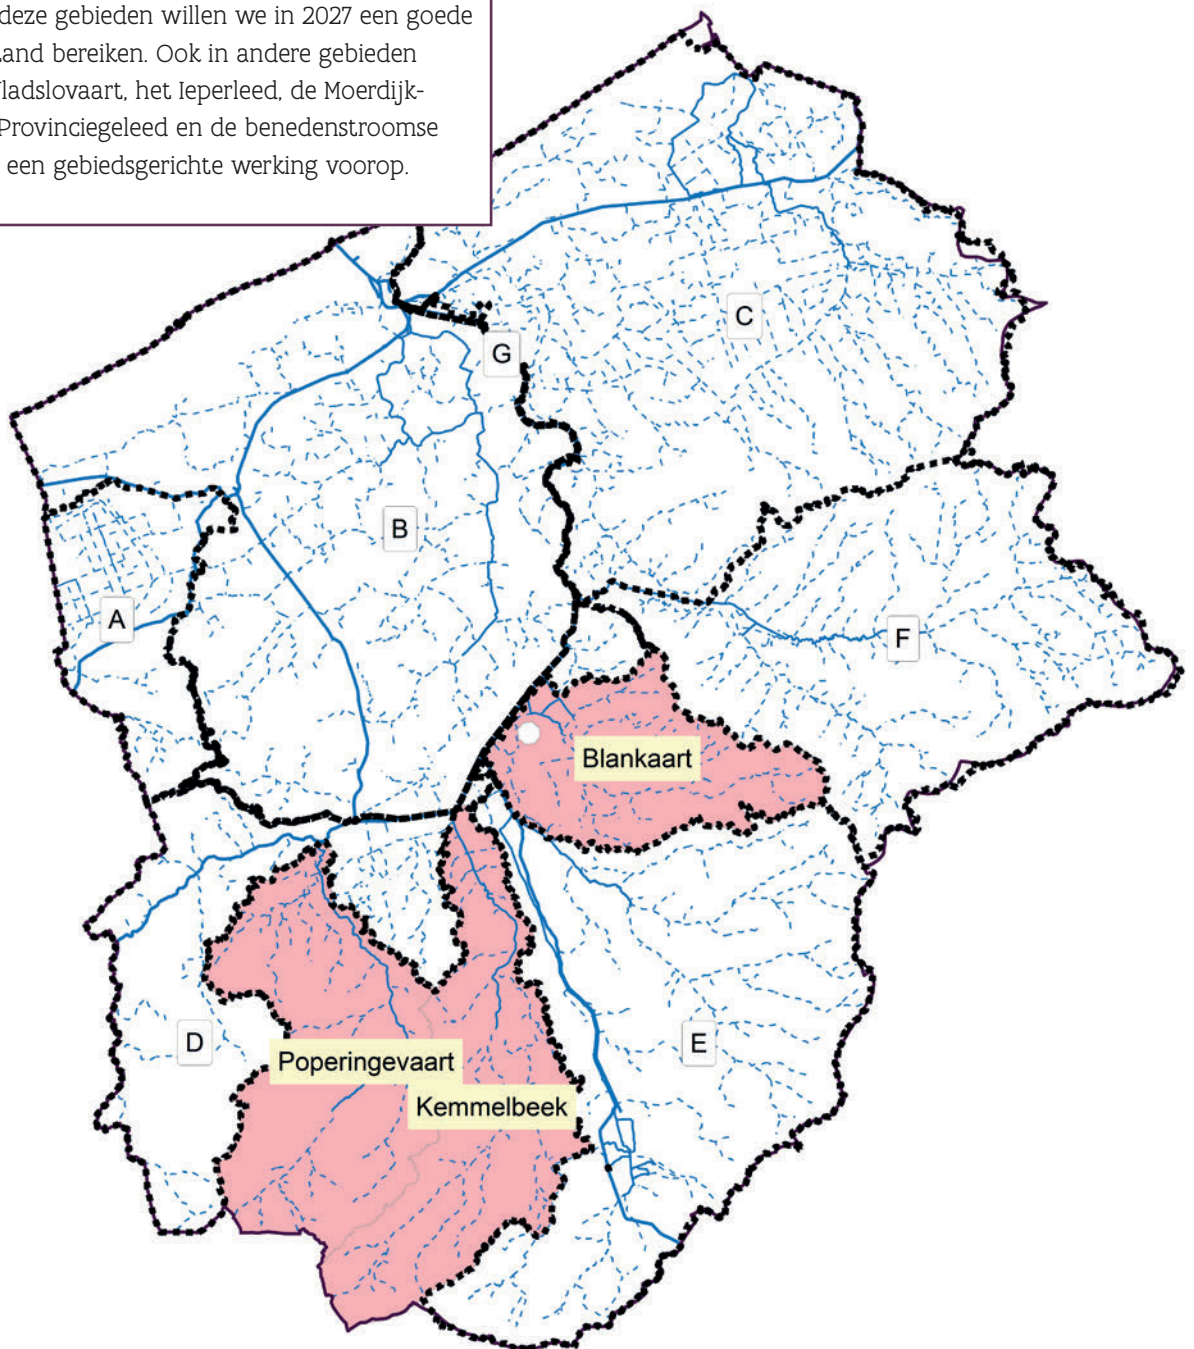 deze gebieden willen we in 2027 een goede
and bereiken. Ook in andere gebieden
ladslovaart, het Ieperleed, de Moerdijk-
Provinciegeleed en de benedenstroomse
een gebiedsgerichte werking voorop.
C
G
B
A
F
Blankaart
D
E
Poperingevaart
Kemmelbeek